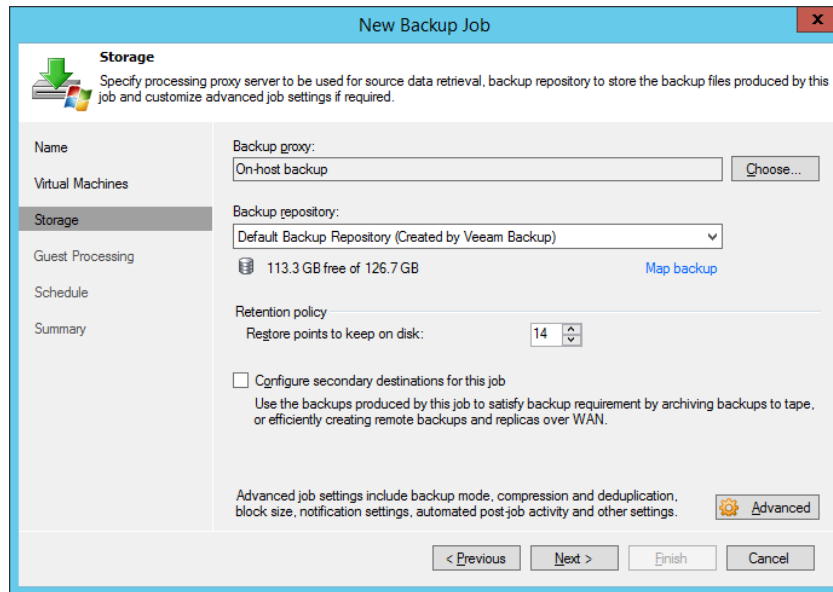 New Backup Job
x
Storage
Specify processing proxy server to be used for source data retrieval, backup repository to store the backup files produced by this
job and customize advanced job settings if required.
Name
Virtual Machines
Storage
Guest Processing
Schedule
Summary
Backup proxy:
On-host backup
Choose...
Backup repository:
Default Backup Repository (Created by Veeam Backup)
113.3 GB free of 126.7 GB
Map backup
Retention policy
Restore points to keep on disk:
14
Configure secondary destinations for this job
Use the backups produced by this job to satisfy backup requirement by archiving backups to tape,
or efficiently creating remote backups and replicas over WAN.
Advanced job settings include backup mode, compression and deduplication,
block size, notification settings, automated post-job activity and other settings.
Advanced
< Previous
Next >
Finish
Cancel